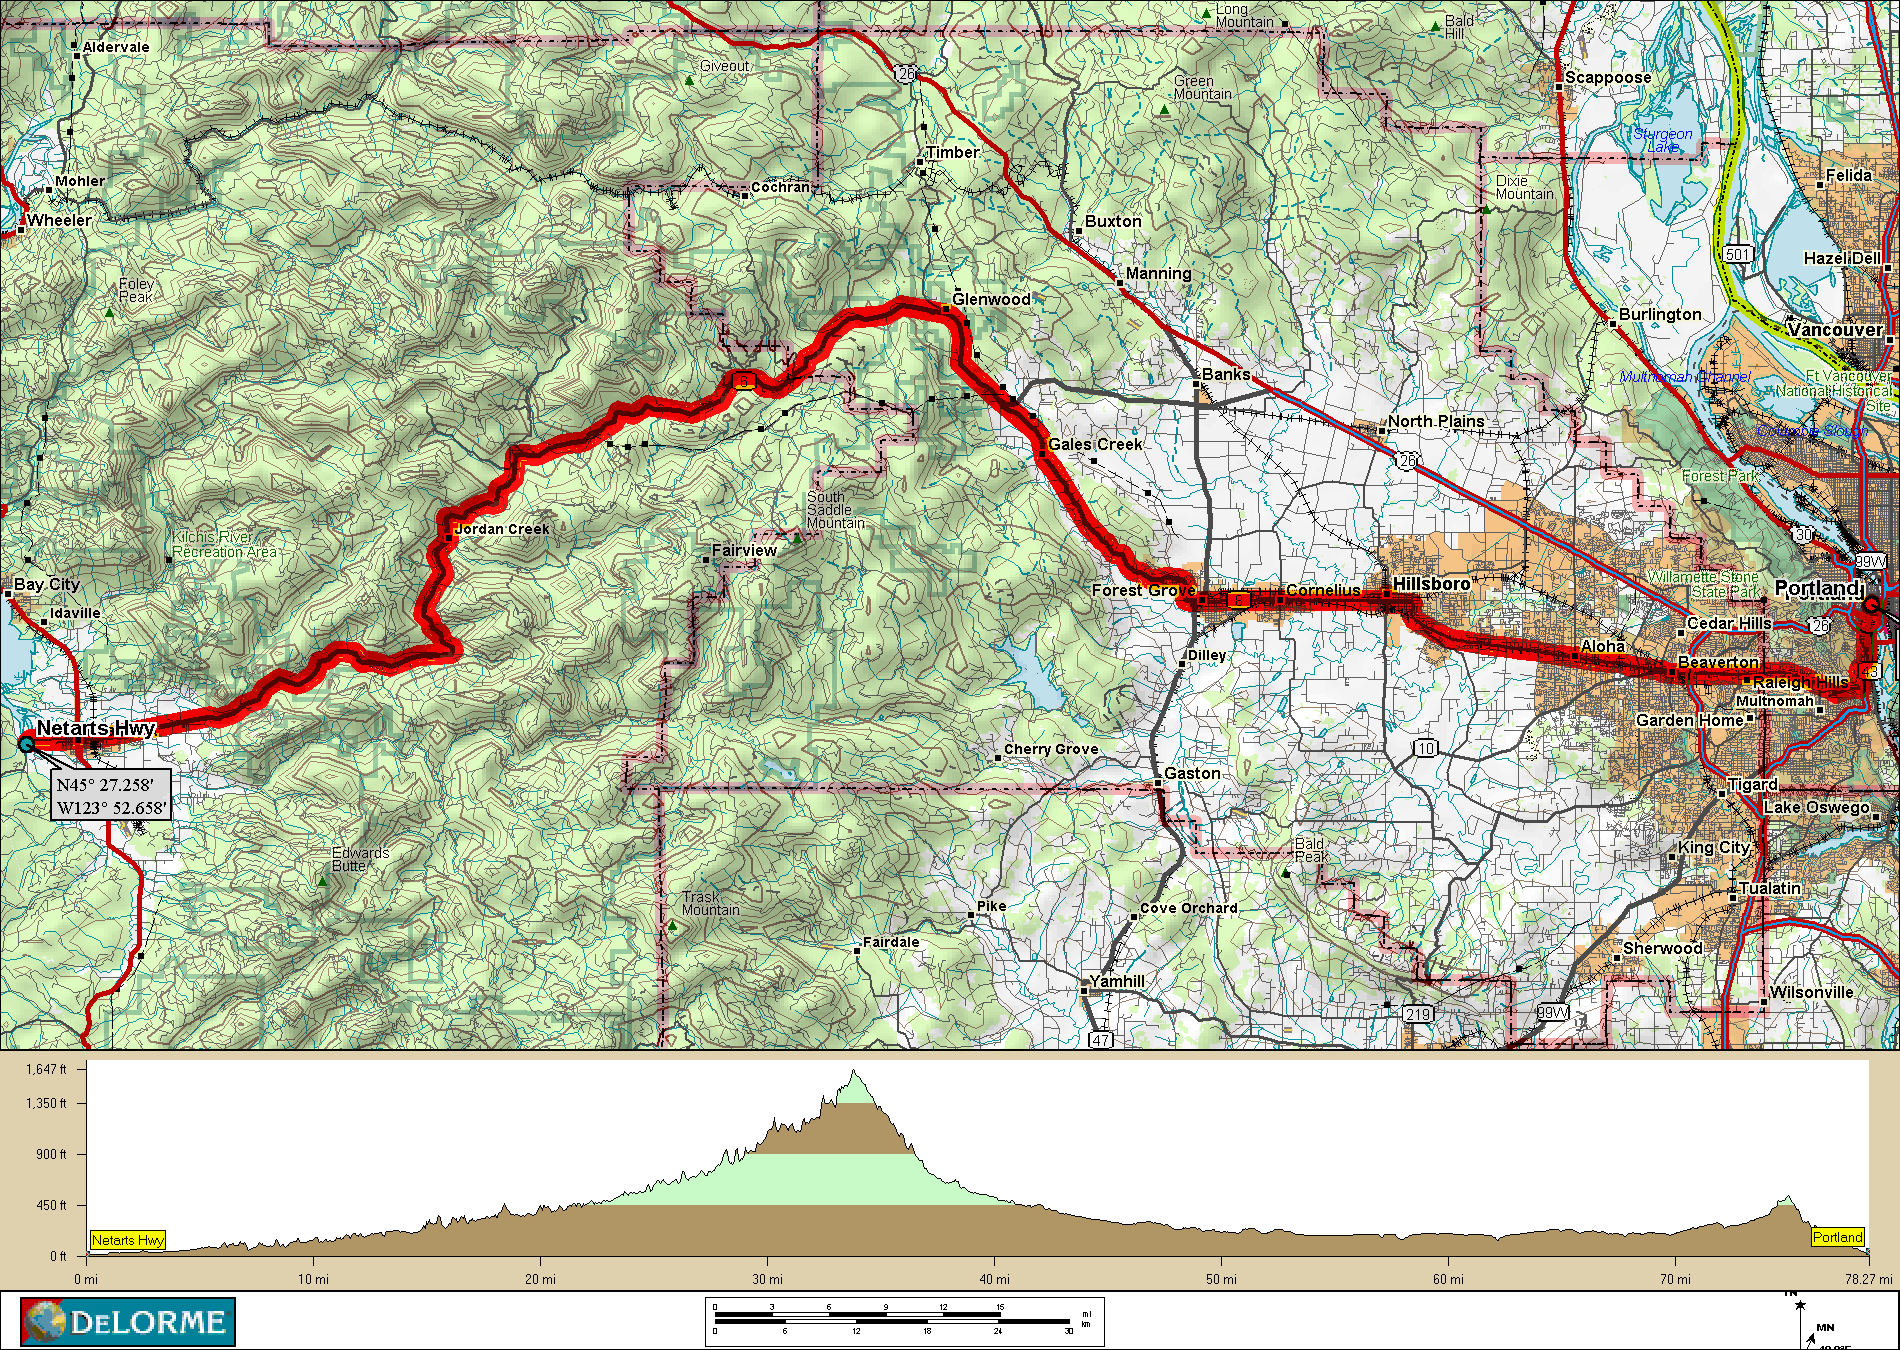 Aldervale
Long
Mountain
Bald
Hill
Giveout
126
Green
Mountain
Scappoose
Sturgeon
Lake
Timber
Mohler
Cochran
Dixie
Mountain
Felida
Wheeler
Buxton
501
Hazel Dell
Manning
Foley
Peak
Glenwood
Burlington
Vancouver
Multnomah Channel
Ft Vancouver
National Historical
Site
6
Banks
North Plains
Gales Creek
26
Forest Park
South
Saddle
Mountain
Jordan Creek
Kilchis River
Recreation Area
Fairview
30
99W
Bay City
Idaville
Forest Grove
8
Cornelius
Hillsboro
Willamette Stone
State Park
Portland
Cedar Hills
26
Dilley
Aloha
Beaverton
Raleigh Hills
43
Multnomah
Garden Home
Netarts Hwy
N45° 27.258'
W123° 52.658'
Cherry Grove
10
Gaston
Tigard
Lake Oswego
Edwards
Butte
Bald
Peak
King City
Tualatin
Trask
Mountain
Pike
Cove Orchard
Fairdale
Sherwood
Yamhill
Wilsonville
47
219
99W
1,647 ft
1,350 ft
900 ft
450 ft
0 ft
Netarts Hwy
Portland
0 mi
10 mi
20 mi
30 mi
40 mi
50 mi
60 mi
70 mi
78.27 mi
DELORME
0 3 6 9 12 15 mi
0 6 12 18 24 30 km
TN
MN